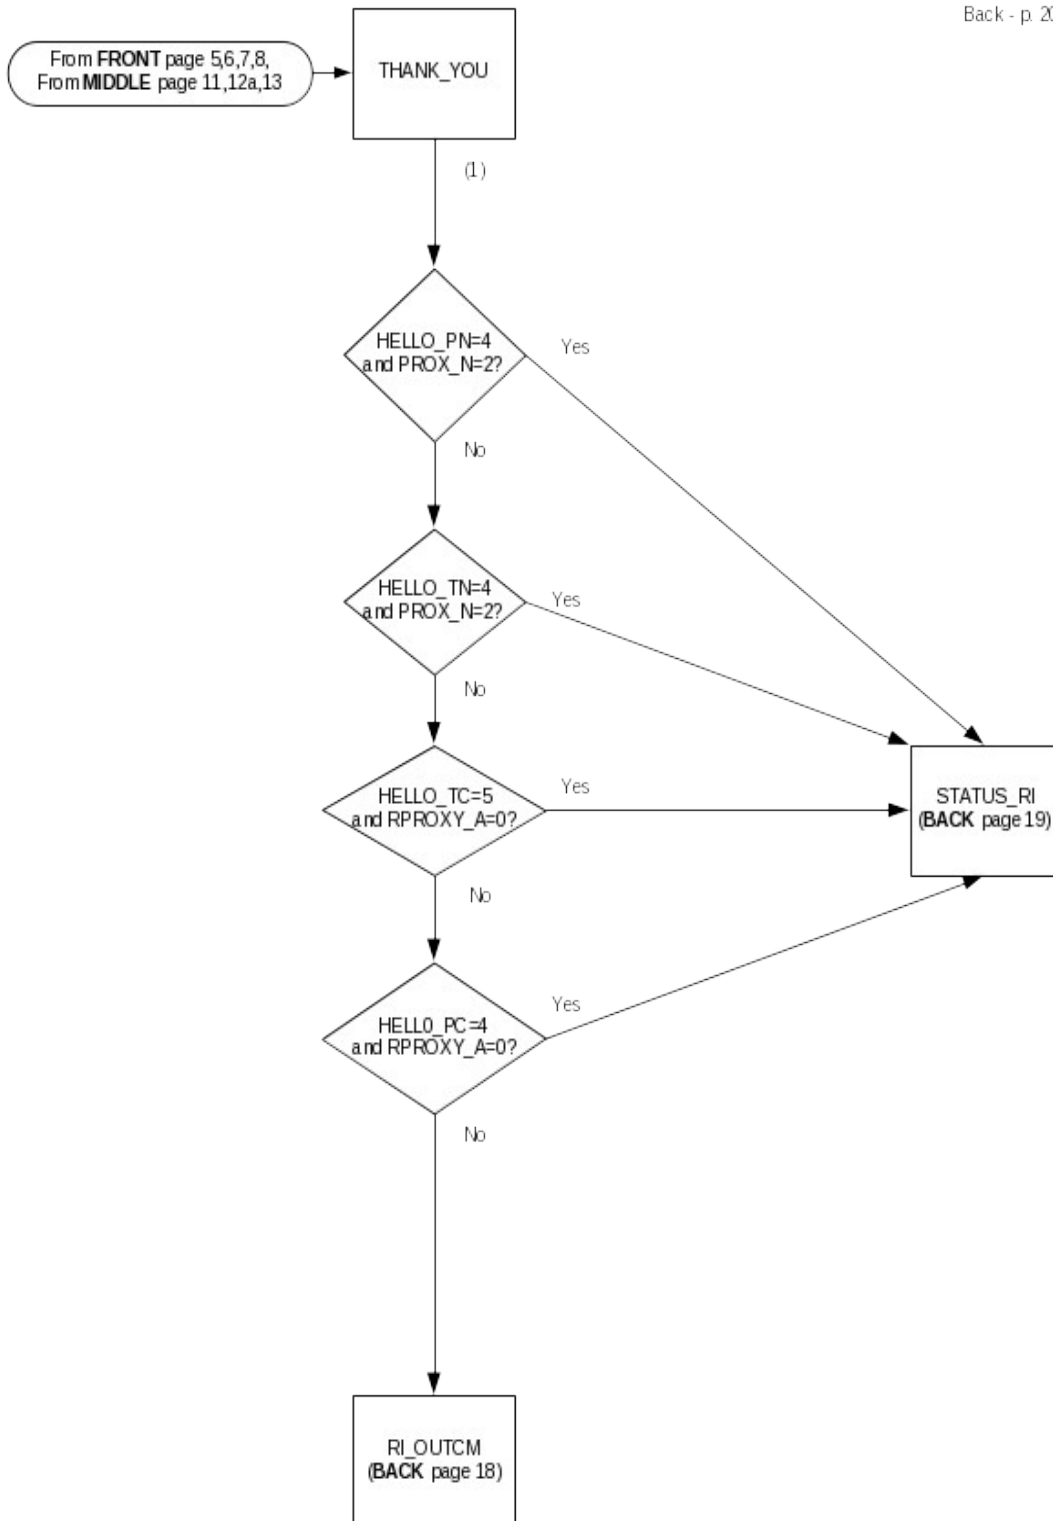 Back - p. 20
From FRONT page 5,6,7,8,
From MIDDLE page 11,12a,13
THANK_YOU
(1)
HELLO_PN=4
and PROX_N=2?
Yes
No
HELLO_TN=4
and PROX_N=2?
Yes
No
HELLO_TC=5
and RPROXY_A=0?
Yes
STATUS_RI
(BACK page 19)
No
HELL0_PC=4
and RPROXY_A=0?
Yes
No
RI_OUTCM
(BACK page 18)